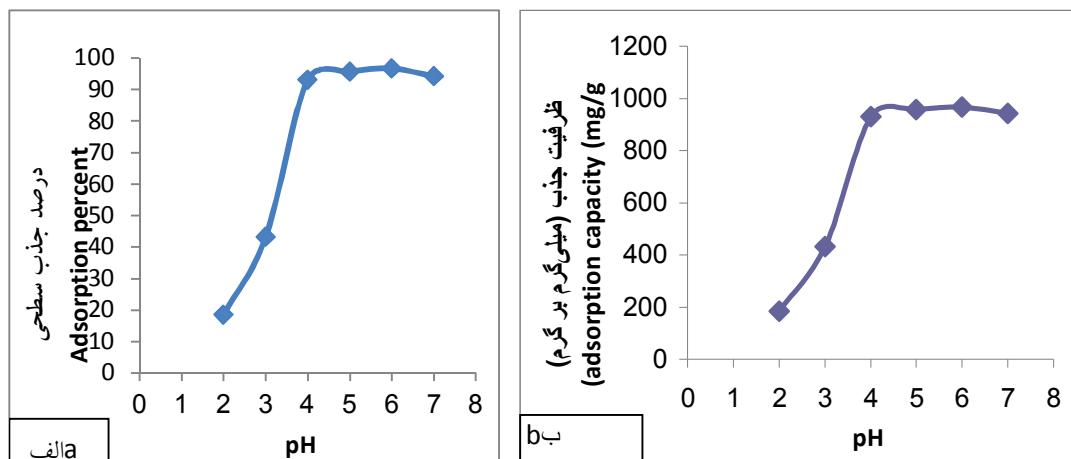 100
90
80
70
60
50
40
30
20
10
0
درصد جذب سطحی
Adsorption percent
0 1 2 3 4 5 6 7 8
pH
الفa
1200
1000
800
600
400
200
0
ظرفیت جذب (میلی‌گرم بر گرم)
(adsorption capacity (mg/g
0 1 2 3 4 5 6 7 8
pH
بb